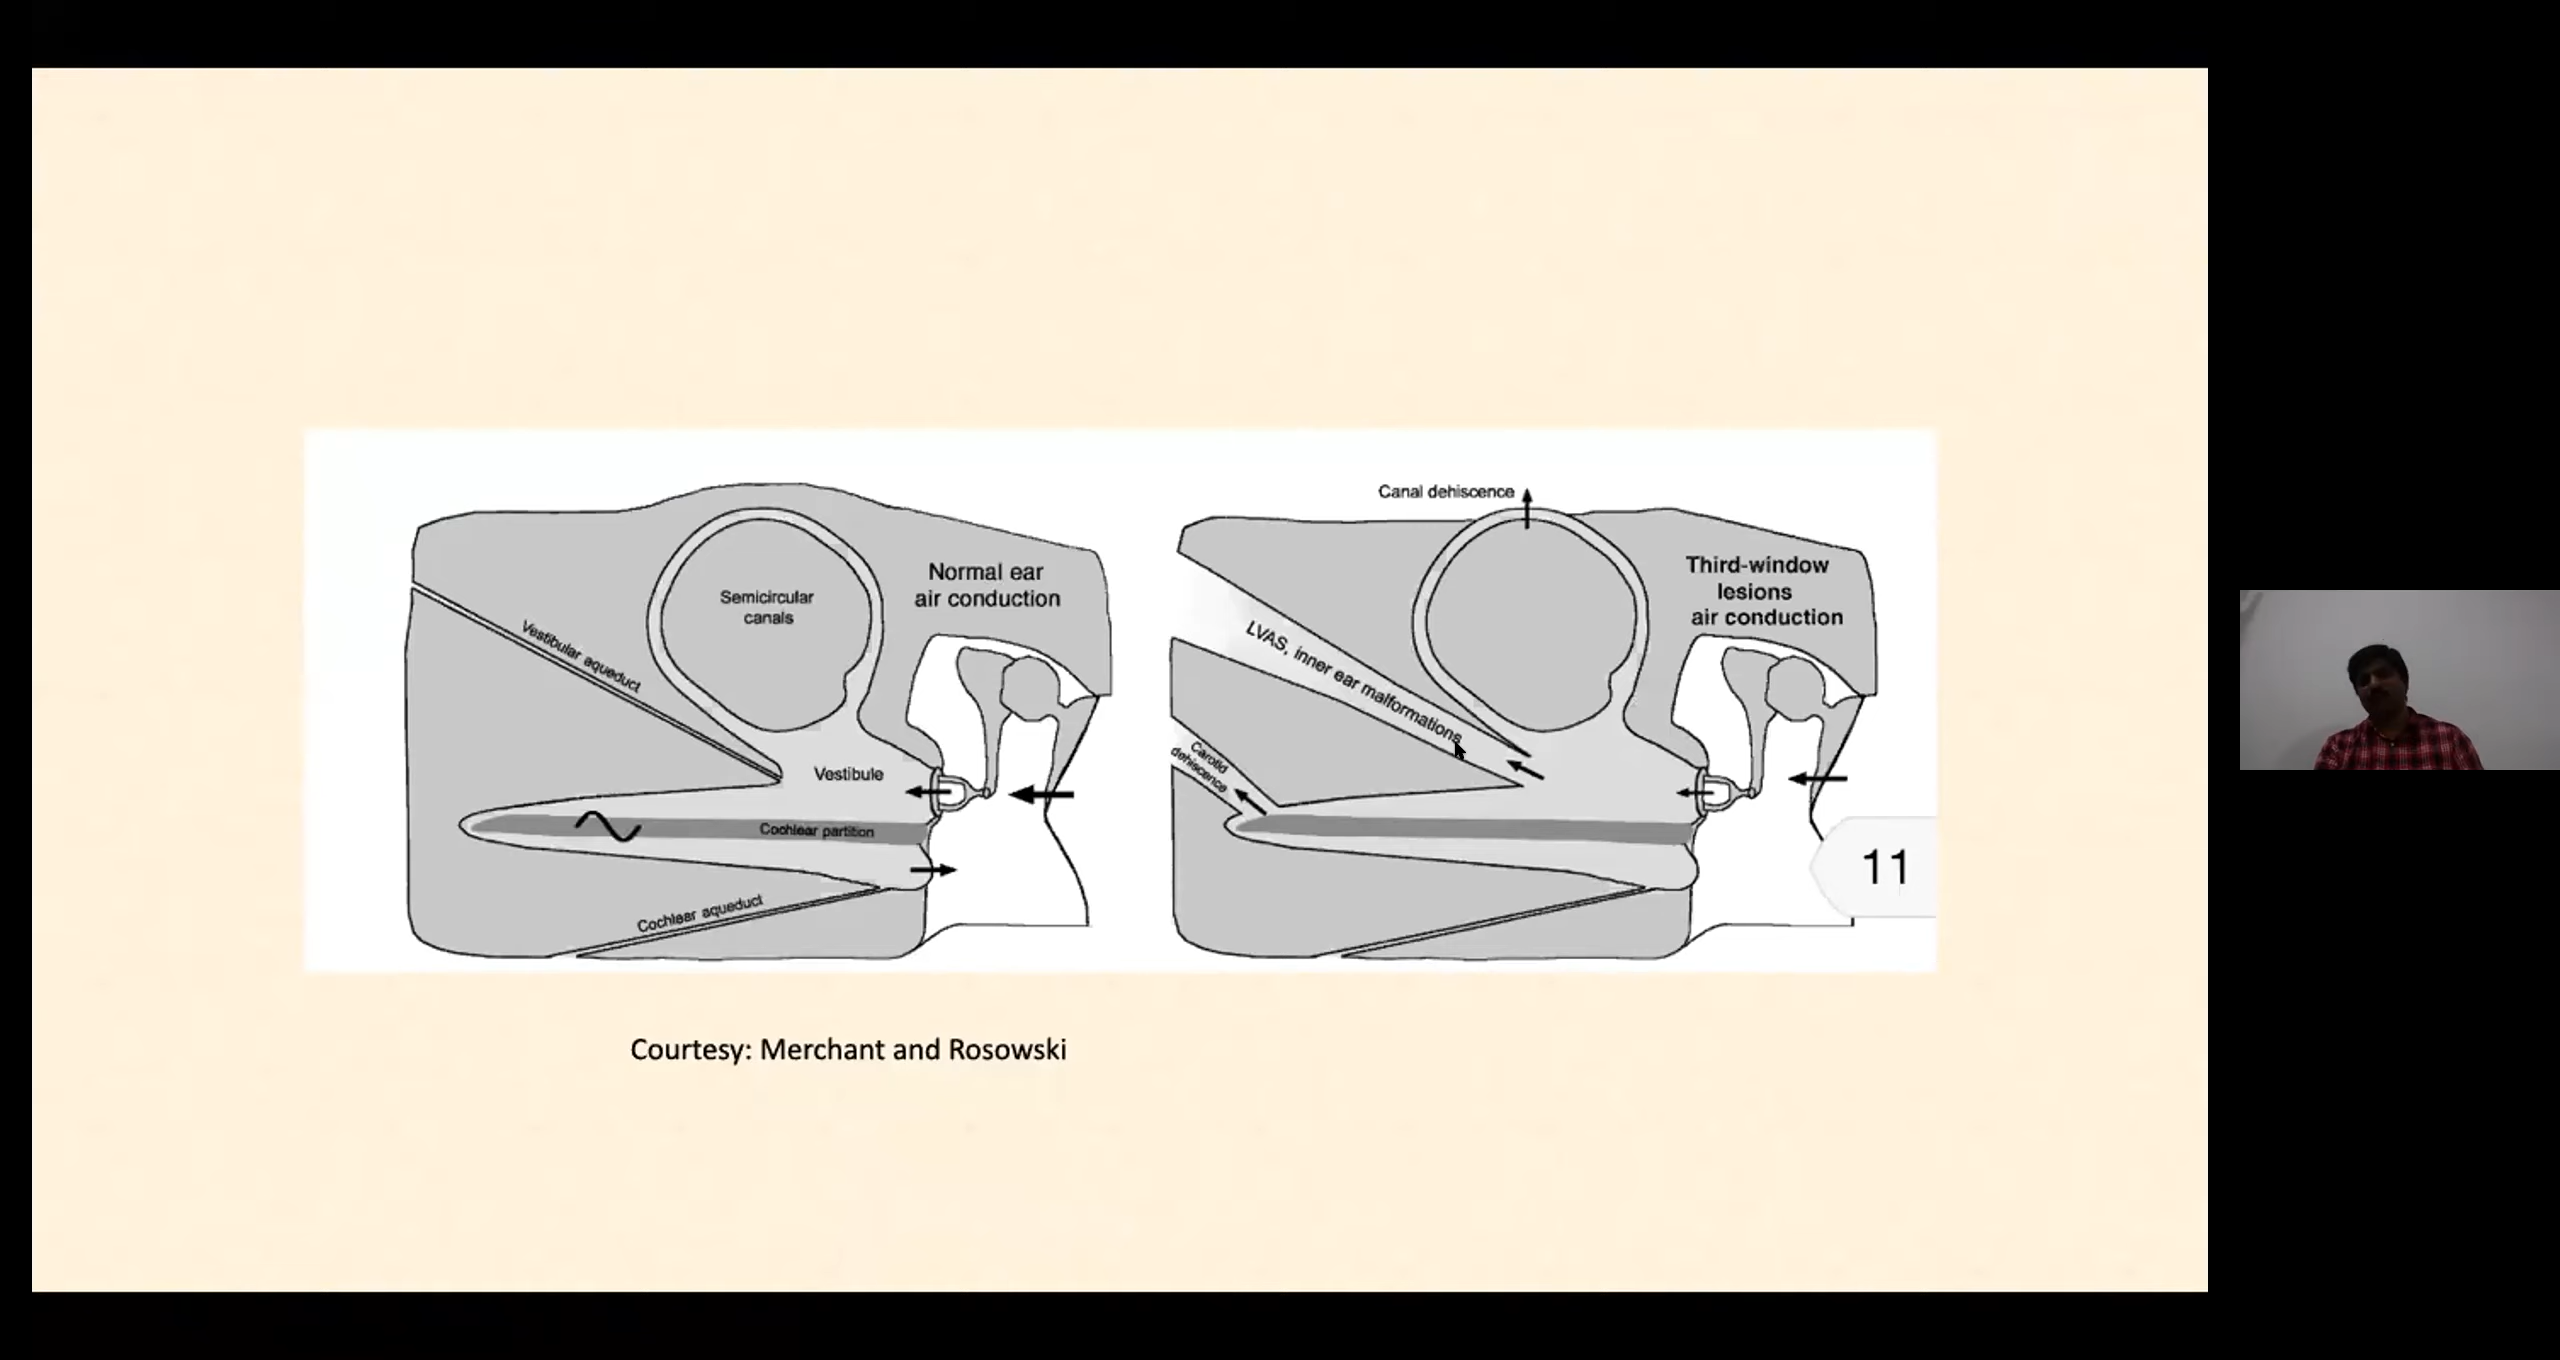 Normal ear
air conduction
Semicircular
canals
Vestibular aqueduct
Vestibule
Cochlear partition
Cochlear aqueduct
Canal dehiscence
Third-window
lesions
air conduction
LVAS, inner ear malformations
Carotid
dehiscence
11
Courtesy: Merchant and Rosowski